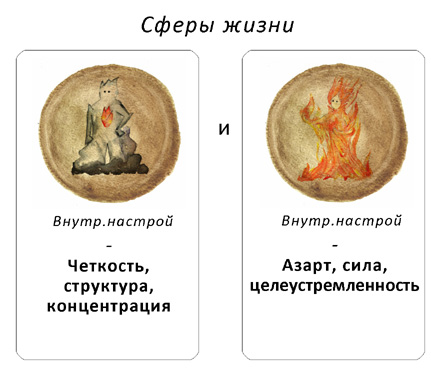 Сферы жизни
и
Внутр.настрой
-
Четкость,
структура,
концентрация
Внутр.настрой
-
Азарт, сила,
целеустремленность